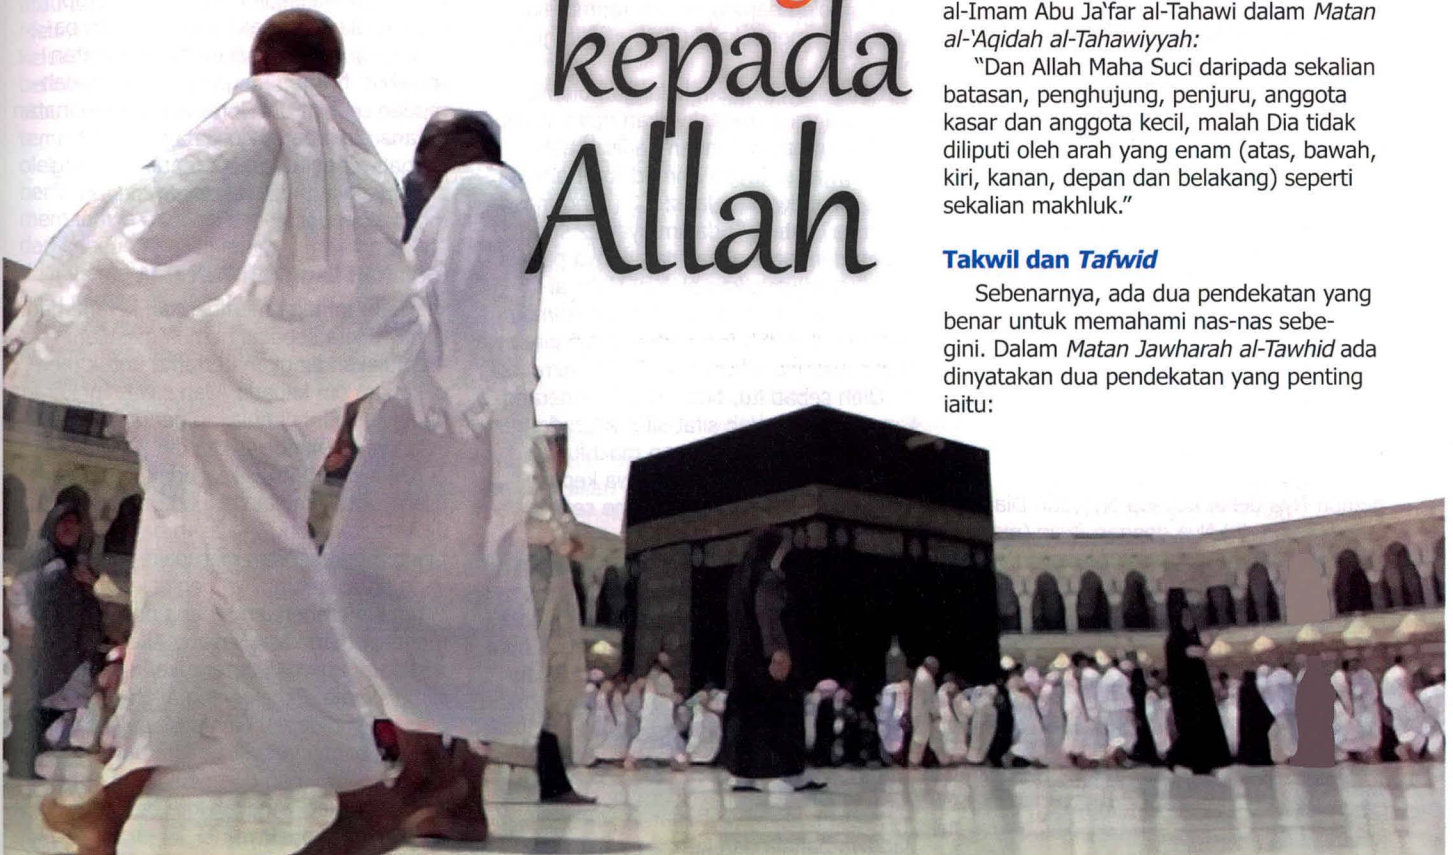 kepada
Allah
al-Imam Abu Ja‘far al-Tahawi dalam Matan
al-‘Aqidah al-Tahawiyyah:
“Dan Allah Maha Suci daripada sekalian
batasan, penghujung, penjuru, anggota
kasar dan anggota kecil, malah Dia tidak
diliputi oleh arah yang enam (atas, bawah,
kiri, kanan, depan dan belakang) seperti
sekalian makhluk.”
Takwil dan Tafwid
Sebenarnya, ada dua pendekatan yang
benar untuk memahami nas-nas sebe-
gini. Dalam Matan Jawharah al-Tawhid ada
dinyatakan dua pendekatan yang penting
iaitu: